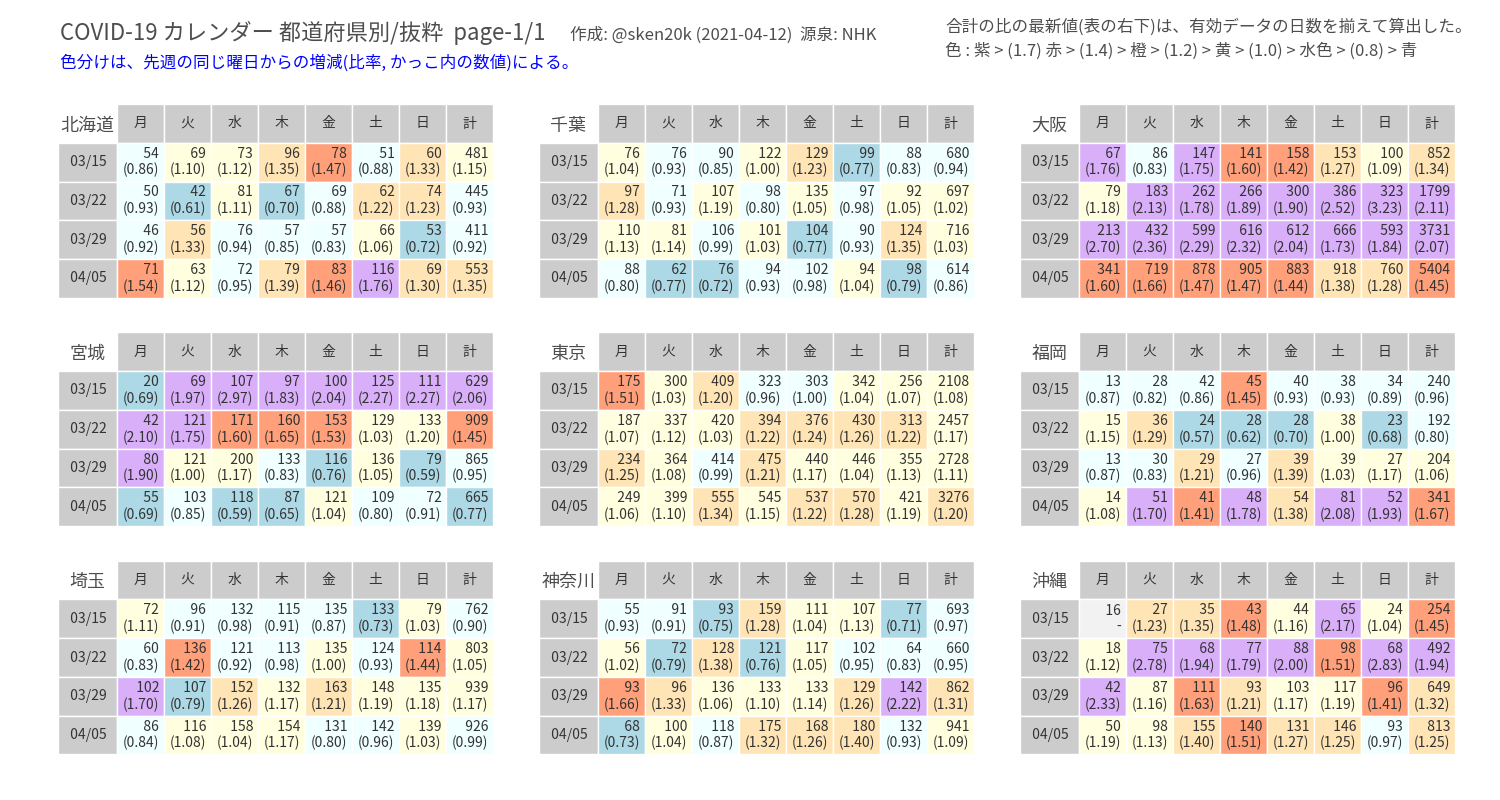 COVID-19 カレンダー 都道府県別/抜粋 page-1/1 作成: @sken20k (2021-04-12) 源泉: NHK
合計の比の最新値(表の右下)は、有効データの日数を揃えて算出した。
色分けは、先週の同じ曜日からの増減(比率, かっこ内の数値)による。
色 : 紫 > (1.7) 赤 > (1.4) 橙 > (1.2) 黄 > (1.0) > 水色 > (0.8) > 青
北海道 月 火 水 木 金 土 日 計
03/15 54 69 73 96 78 51 60 481
(0.86) (1.10) (1.12) (1.35) (1.47) (0.88) (1.33) (1.15)
03/22 50 42 81 67 69 62 74 445
(0.93) (0.61) (1.11) (0.70) (0.88) (1.22) (1.23) (0.93)
03/29 46 56 76 57 57 66 53 411
(0.92) (1.33) (0.94) (0.85) (0.83) (1.06) (0.72) (0.92)
04/05 71 63 72 79 83 116 69 553
(1.54) (1.12) (0.95) (1.39) (1.46) (1.76) (1.30) (1.35)
千葉 月 火 水 木 金 土 日 計
03/15 76 76 90 122 129 99 88 680
(1.04) (0.93) (0.85) (1.00) (1.23) (0.77) (0.83) (0.94)
03/22 97 71 107 98 135 97 92 697
(1.28) (0.93) (1.19) (0.80) (1.05) (0.98) (1.05) (1.02)
03/29 110 81 106 101 104 90 124 716
(1.13) (1.14) (0.99) (1.03) (0.77) (0.93) (1.35) (1.03)
04/05 88 62 76 94 102 94 98 614
(0.80) (0.77) (0.72) (0.93) (0.98) (1.04) (0.79) (0.86)
大阪 月 火 水 木 金 土 日 計
03/15 67 86 147 141 158 153 100 852
(1.76) (0.83) (1.75) (1.60) (1.42) (1.27) (1.09) (1.34)
03/22 79 183 262 266 300 386 323 1799
(1.18) (2.13) (1.78) (1.89) (1.90) (2.52) (3.23) (2.11)
03/29 213 432 599 616 612 666 593 3731
(2.70) (2.36) (2.29) (2.32) (2.04) (1.73) (1.84) (2.07)
04/05 341 719 878 905 883 918 760 5404
(1.60) (1.66) (1.47) (1.47) (1.44) (1.38) (1.28) (1.45)
宮城 月 火 水 木 金 土 日 計
03/15 20 69 107 97 100 125 111 629
(0.69) (1.97) (2.97) (1.83) (2.04) (2.27) (2.27) (2.06)
03/22 42 121 171 160 153 129 133 909
(2.10) (1.75) (1.60) (1.65) (1.53) (1.03) (1.20) (1.45)
03/29 80 121 200 133 116 136 79 865
(1.90) (1.00) (1.17) (0.83) (0.76) (1.05) (0.59) (0.95)
04/05 55 103 118 87 121 109 72 665
(0.69) (0.85) (0.59) (0.65) (1.04) (0.80) (0.91) (0.77)
東京 月 火 水 木 金 土 日 計
03/15 175 300 409 323 303 342 256 2108
(1.51) (1.03) (1.20) (0.96) (1.00) (1.04) (1.07) (1.08)
03/22 187 337 420 394 376 430 313 2457
(1.07) (1.12) (1.03) (1.22) (1.24) (1.26) (1.22) (1.17)
03/29 234 364 414 475 440 446 355 2728
(1.25) (1.08) (0.99) (1.21) (1.17) (1.04) (1.13) (1.11)
04/05 249 399 555 545 537 570 421 3276
(1.06) (1.10) (1.34) (1.15) (1.22) (1.28) (1.19) (1.20)
福岡 月 火 水 木 金 土 日 計
03/15 13 28 42 45 40 38 34 240
(0.87) (0.82) (0.86) (1.45) (0.93) (0.93) (0.89) (0.96)
03/22 15 36 24 28 28 38 23 192
(1.15) (1.29) (0.57) (0.62) (0.70) (1.00) (0.68) (0.80)
03/29 13 30 29 27 39 39 27 204
(0.87) (0.83) (1.21) (0.96) (1.39) (1.03) (1.17) (1.06)
04/05 14 51 41 48 54 81 52 341
(1.08) (1.70) (1.41) (1.78) (1.38) (2.08) (1.93) (1.67)
埼玉 月 火 水 木 金 土 日 計
03/15 72 96 132 115 135 133 79 762
(1.11) (0.91) (0.98) (0.91) (0.87) (0.73) (1.03) (0.90)
03/22 60 136 121 113 135 124 114 803
(0.83) (1.42) (0.92) (0.98) (1.00) (0.93) (1.44) (1.05)
03/29 102 107 152 132 163 148 135 939
(1.70) (0.79) (1.26) (1.17) (1.21) (1.19) (1.18) (1.17)
04/05 86 116 158 154 131 142 139 926
(0.84) (1.08) (1.04) (1.17) (0.80) (0.96) (1.03) (0.99)
神奈川 月 火 水 木 金 土 日 計
03/15 55 91 93 159 111 107 77 693
(0.93) (0.91) (0.75) (1.28) (1.04) (1.13) (0.71) (0.97)
03/22 56 72 128 121 117 102 64 660
(1.02) (0.79) (1.38) (0.76) (1.05) (0.95) (0.83) (0.95)
03/29 93 96 136 133 133 129 142 862
(1.66) (1.33) (1.06) (1.10) (1.14) (1.26) (2.22) (1.31)
04/05 68 100 118 175 168 180 132 941
(0.73) (1.04) (0.87) (1.32) (1.26) (1.40) (0.93) (1.09)
沖縄 月 火 水 木 金 土 日 計
03/15 16 27 35 43 44 65 24 254
- (1.23) (1.35) (1.48) (1.16) (2.17) (1.04) (1.45)
03/22 18 75 68 77 88 98 68 492
(1.12) (2.78) (1.94) (1.79) (2.00) (1.51) (2.83) (1.94)
03/29 42 87 111 93 103 117 96 649
(2.33) (1.16) (1.63) (1.21) (1.17) (1.19) (1.41) (1.32)
04/05 50 98 155 140 131 146 93 813
(1.19) (1.13) (1.40) (1.51) (1.27) (1.25) (0.97) (1.25)